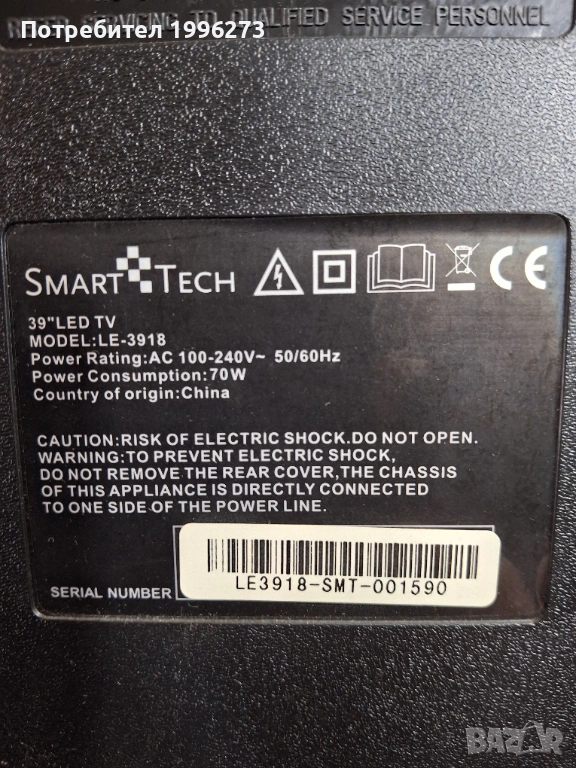 REFER SERVICING TO QUALIFIED SERVICE PERSONNEL
Потребител 1996273
SMART TECH
CE
39"LED TV
MODEL:LE-3918
Power Rating:AC 100-240V~ 50/60Hz
Power Consumption:70W
Country of origin:China
CAUTION:RISK OF ELECTRIC SHOCK.DO NOT OPEN.
WARNING:TO PREVENT ELECTRIC SHOCK,
DO NOT REMOVE THE REAR COVER,THE CHASSIS
OF THIS APPLIANCE IS DIRECTLY CONNECTED
TO ONE SIDE OF THE POWER LINE.
SERIAL NUMBER
LE3918-SMT-001590
BAZAR